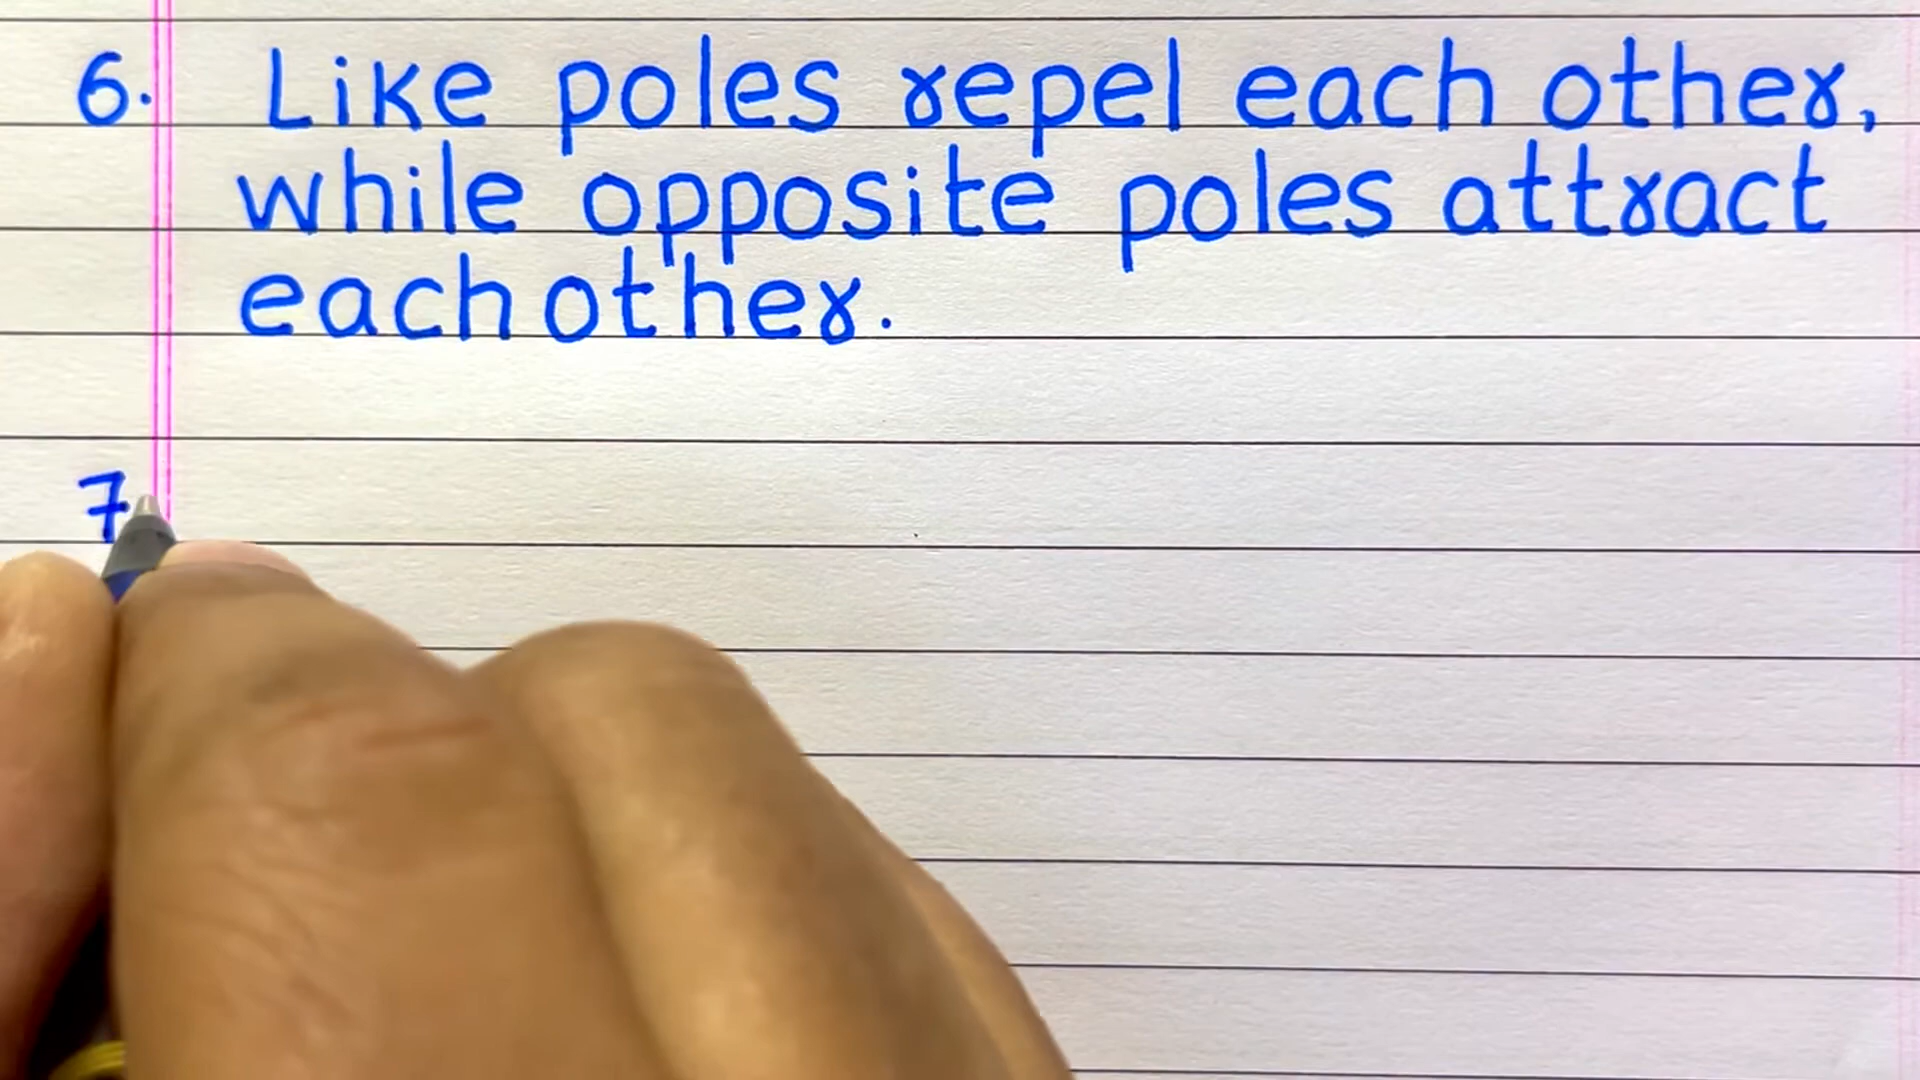 6. Like poles repel each other,
while opposite poles attract
each other.
7